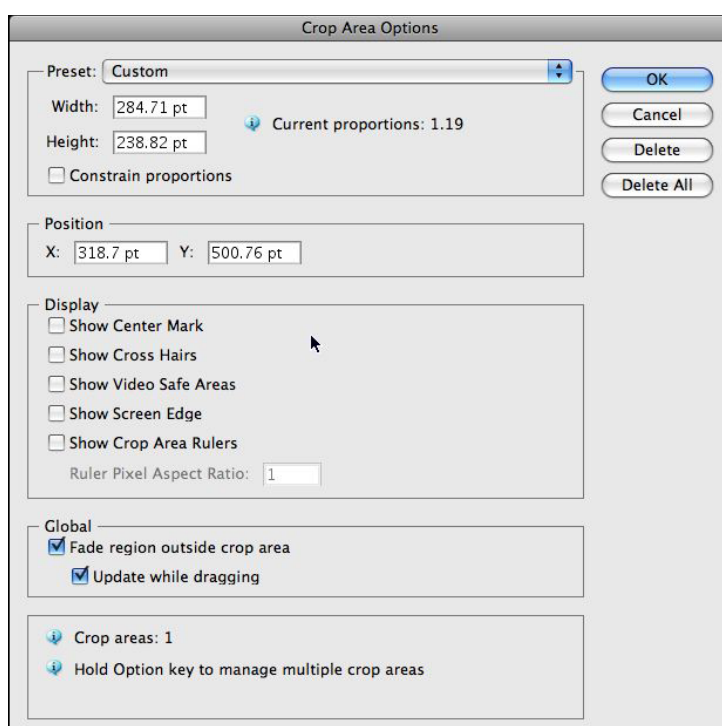 Crop Area Options
Preset: Custom
OK
Width: 284.71 pt
Current proportions: 1.19
Cancel
Height: 238.82 pt
Delete
Constrain proportions
Delete All
Position
X: 318.7 pt Y: 500.76 pt
Display
Show Center Mark
Show Cross Hairs
Show Video Safe Areas
Show Screen Edge
Show Crop Area Rulers
Ruler Pixel Aspect Ratio: 1
Global
Fade region outside crop area
Update while dragging
Crop areas: 1
Hold Option key to manage multiple crop areas